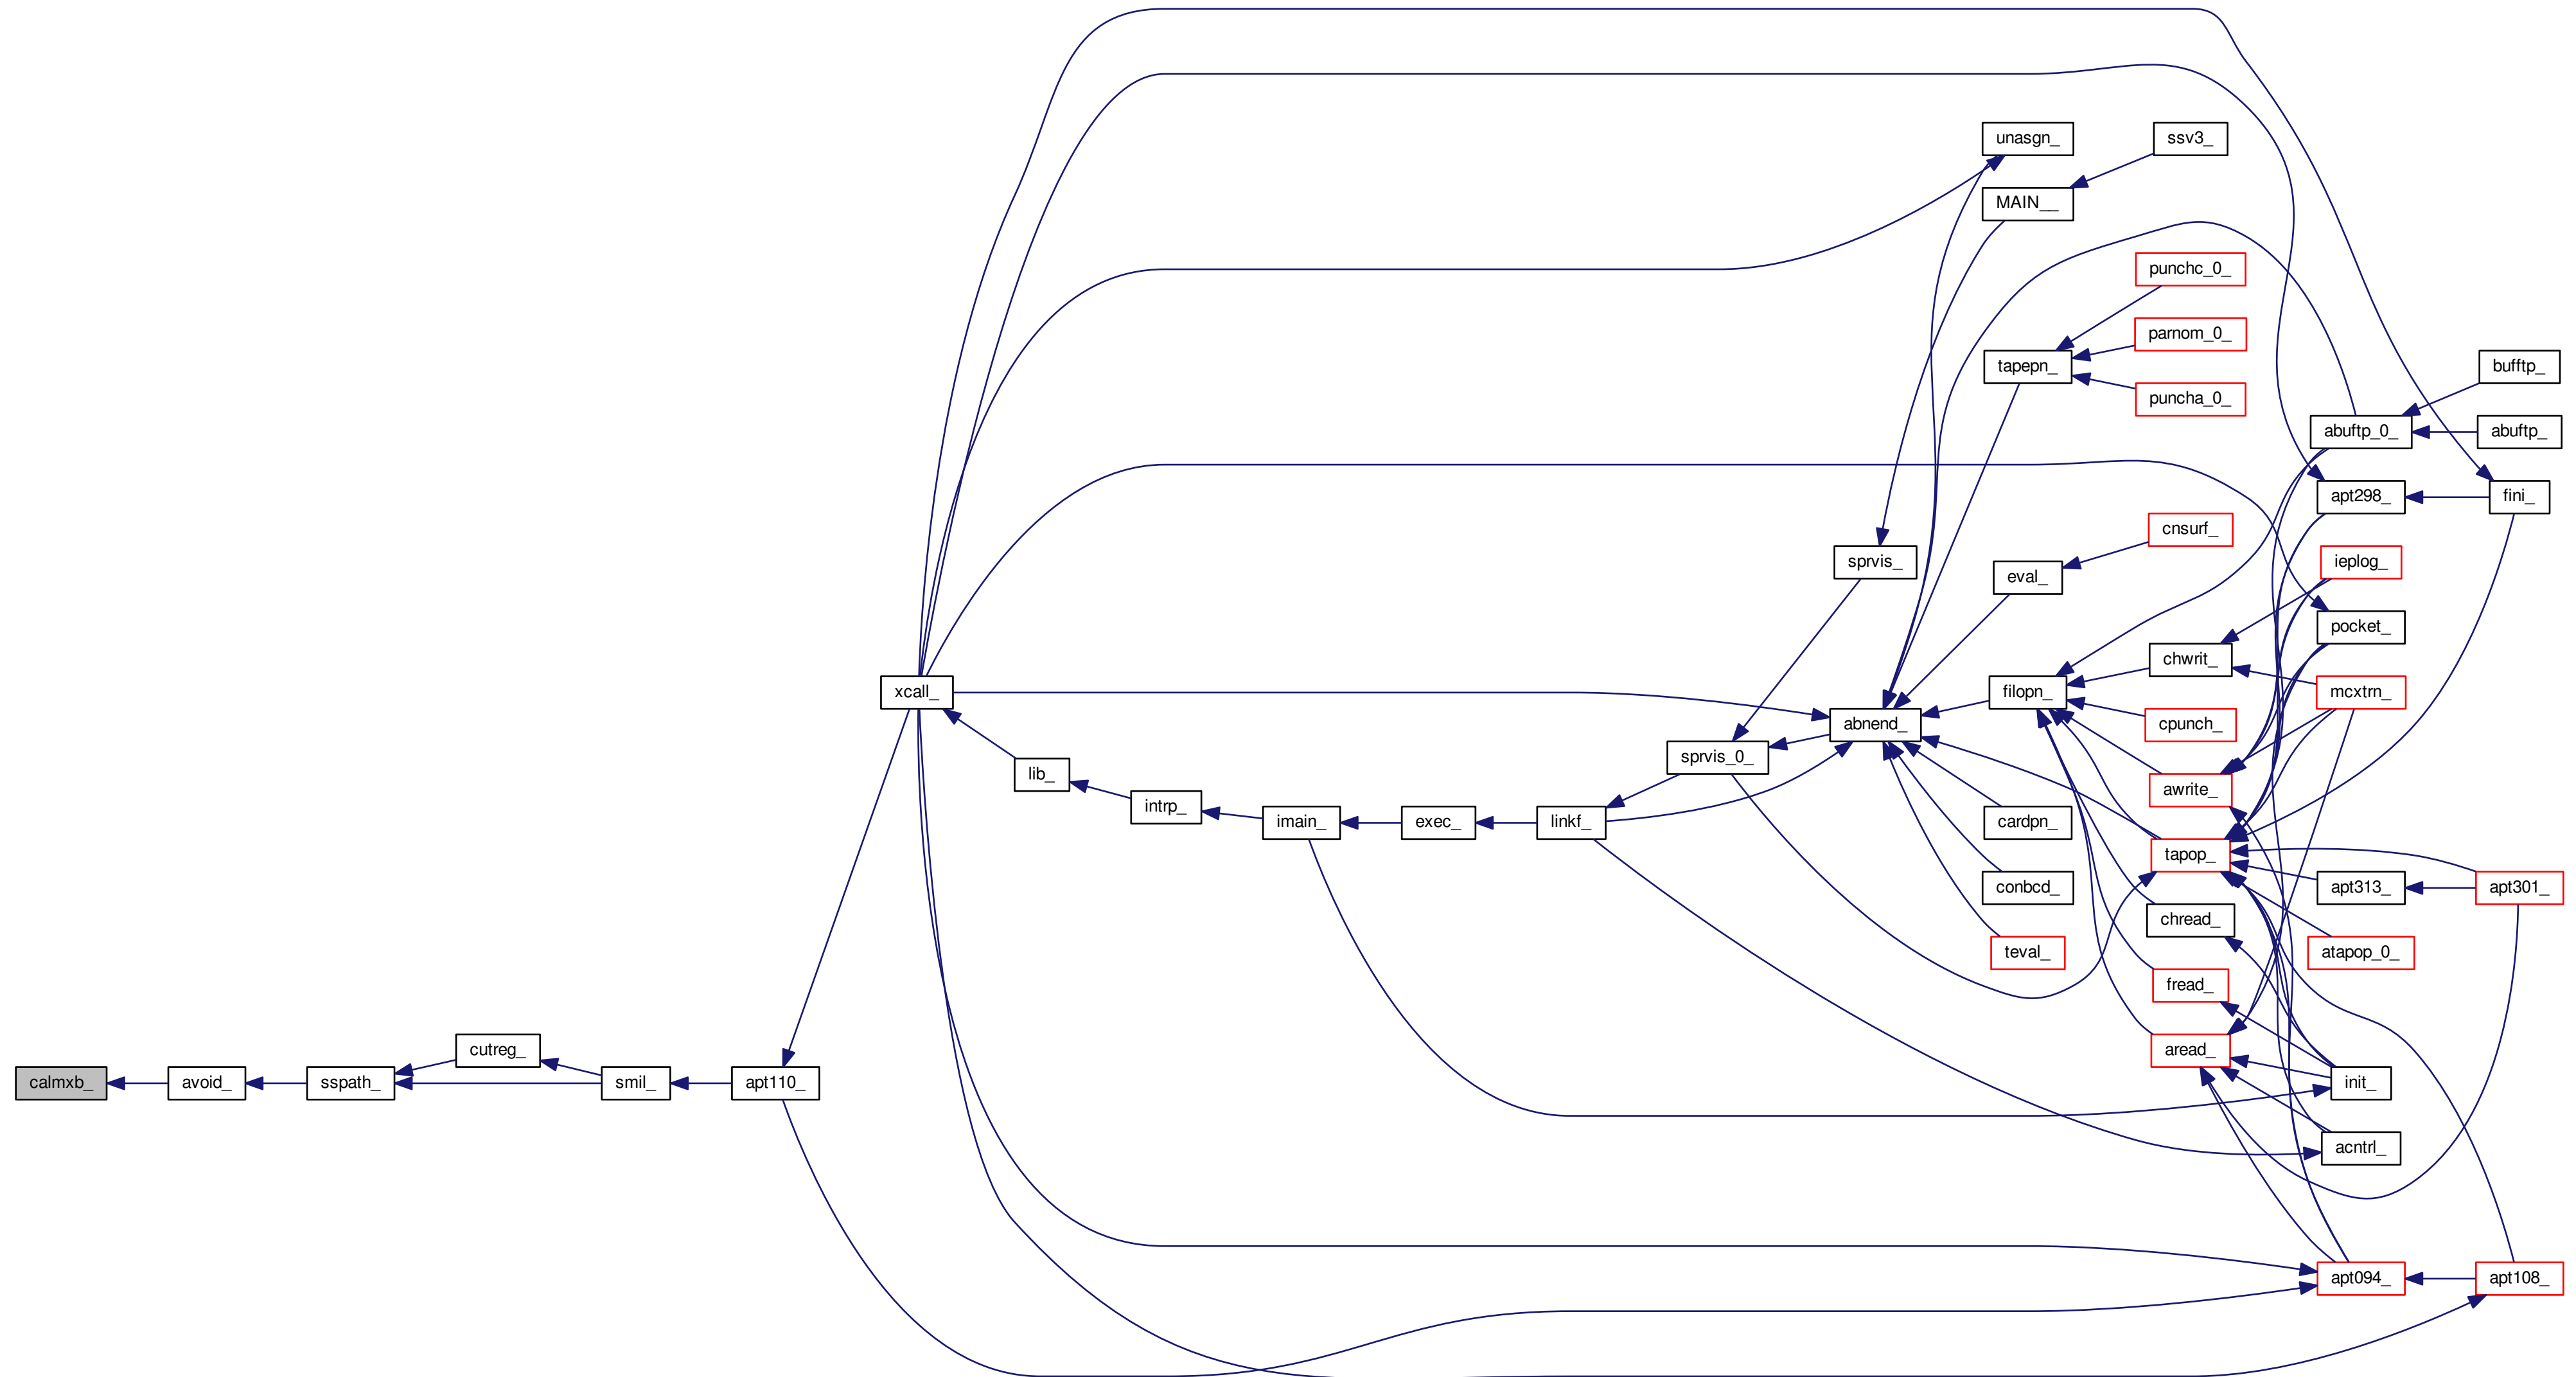 unasgn_
ssv3_
MAIN__
punchc_0_
parnom_0_
tapepn_
bufftp_
puncha_0_
abuftp_0_
abuftp_
apt298_
fini_
cnsurf_
sprvis_
ieplog_
eval_
pocket_
chwrit_
xcall_
filopn_
mcxtrn_
abnend_
cpunch_
sprvis_0_
lib_
awrite_
intrp_
imain_
exec_
linkf_
cardpn_
tapop_
conbcd_
apt313_
apt301_
chread_
teval_
atapop_0_
fread_
cutreg_
aread_
calmxb_
avoid_
sspath_
smil_
apt110_
init_
acntrl_
apt094_
apt108_